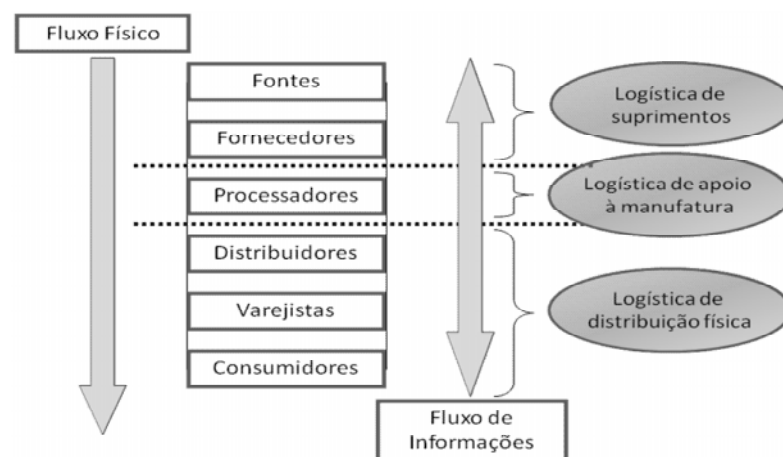 Fluxo Físico
Fontes
Fornecedores
Processadores
Distribuidores
Varejistas
Consumidores
Fluxo de
Informações
Logística de
suprimentos
Logística de apoio
à manufatura
Logística de
distribuição física